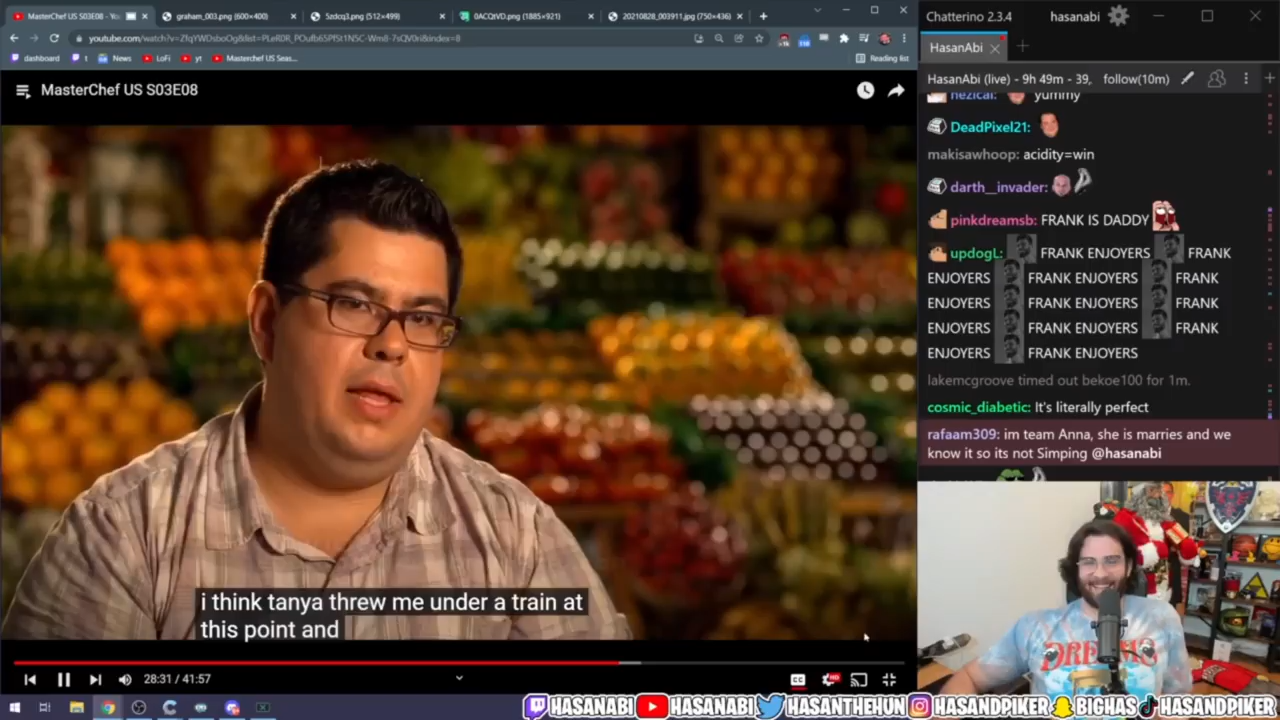 MasterChef US S03E08 - Yo
graham_003.png (600×400)
5zdcq3.png (512×499)
0ACQtVD.png (1885×921)
20210828_003911.jpg (750×436)
Chatterino 2.3.4
hasanabi
dashboard
t
News
LoFi
yt
Masterchef US Seas...
Reading list
HasanAbi
MasterChef US S03E08
HasanAbi (live) - 9h 49m - 39,
follow(10m)
nezical:
yummy
DeadPixel21:
makisawhoop: acidity=win
darth__invader:
pinkdreamsb: FRANK IS DADDY
updogL: FRANK ENJOYERS FRANK
ENJOYERS FRANK ENJOYERS FRANK
ENJOYERS FRANK ENJOYERS FRANK
ENJOYERS FRANK ENJOYERS FRANK
ENJOYERS FRANK ENJOYERS
lakemcgroove timed out bekoe100 for 1m.
cosmic_diabetic: It's literally perfect
rafaam309: im team Anna, she is marries and we
know it so its not Simping @hasanabi
i think tanya threw me under a train at
this point and
28:31 / 41:57
CC
HD
HASANABI HASANABI HASANTHEHUN HASANDPIKER BIGHAS HASANDPIKER